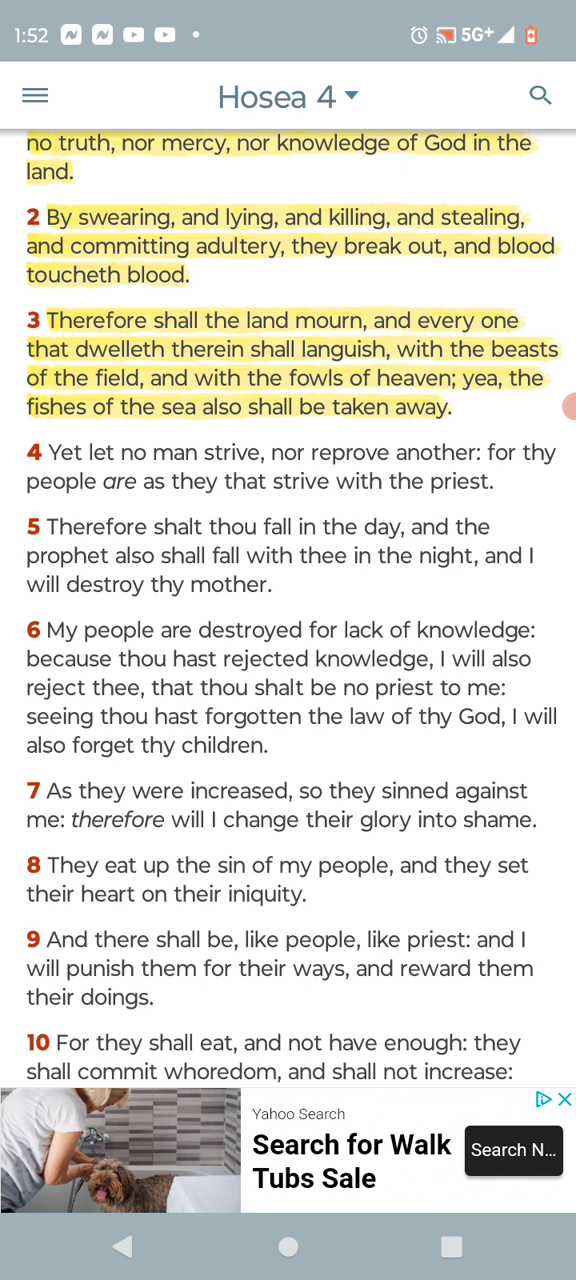 1:52
5G+
Hosea 4
no truth, nor mercy, nor knowledge of God in the
land.
2 By swearing, and lying, and killing, and stealing,
and committing adultery, they break out, and blood
toucheth blood.
3 Therefore shall the land mourn, and every one
that dwelleth therein shall languish, with the beasts
of the field, and with the fowls of heaven; yea, the
fishes of the sea also shall be taken away.
4 Yet let no man strive, nor reprove another: for thy
people are as they that strive with the priest.
5 Therefore shalt thou fall in the day, and the
prophet also shall fall with thee in the night, and I
will destroy thy mother.
6 My people are destroyed for lack of knowledge:
because thou hast rejected knowledge, I will also
reject thee, that thou shalt be no priest to me:
seeing thou hast forgotten the law of thy God, I will
also forget thy children.
7 As they were increased, so they sinned against
me: therefore will I change their glory into shame.
8 They eat up the sin of my people, and they set
their heart on their iniquity.
9 And there shall be, like people, like priest: and I
will punish them for their ways, and reward them
their doings.
10 For they shall eat, and not have enough: they
shall commit whoredom, and shall not increase:
Yahoo Search
Search for Walk
Tubs Sale
Search N...